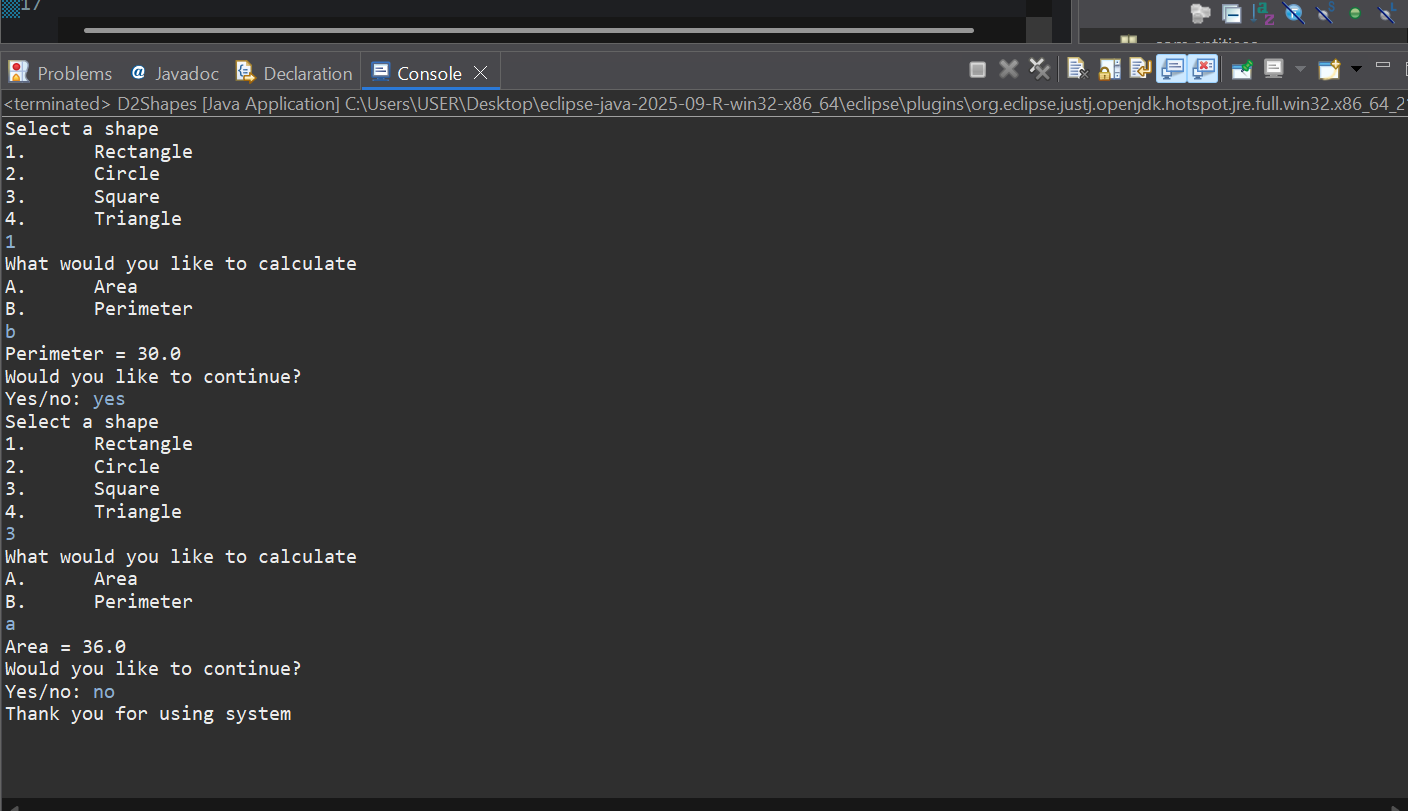 17
Problems Javadoc Declaration Console
<terminated> D2Shapes [Java Application] C:\Users\USER\Desktop\eclipse-java-2025-09-R-win32-x86_64\eclipse\plugins\org.eclipse.justj.openjdk.hotspot.jre.full.win32.x86_64_2
Select a shape
1. Rectangle
2. Circle
3. Square
4. Triangle
1
What would you like to calculate
A. Area
B. Perimeter
b
Perimeter = 30.0
Would you like to continue?
Yes/no: yes
Select a shape
1. Rectangle
2. Circle
3. Square
4. Triangle
3
What would you like to calculate
A. Area
B. Perimeter
a
Area = 36.0
Would you like to continue?
Yes/no: no
Thank you for using system